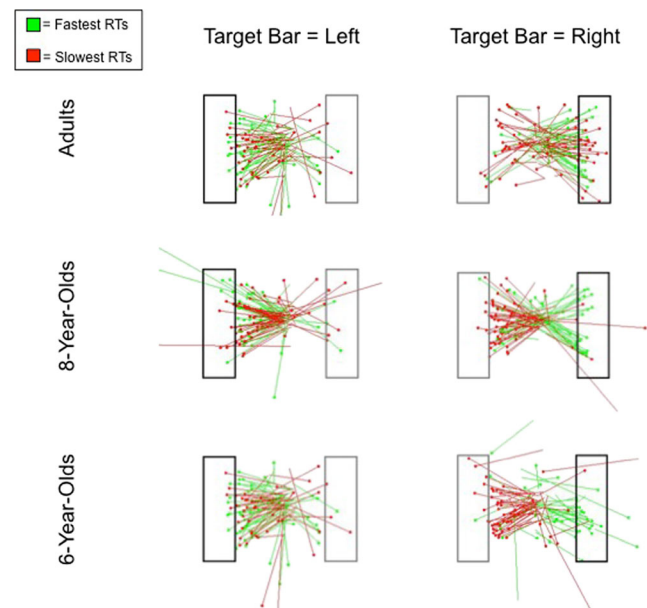 = Fastest RTs
= Slowest RTs
Target Bar = Left
Target Bar = Right
Adults
8-Year-Olds
6-Year-Olds